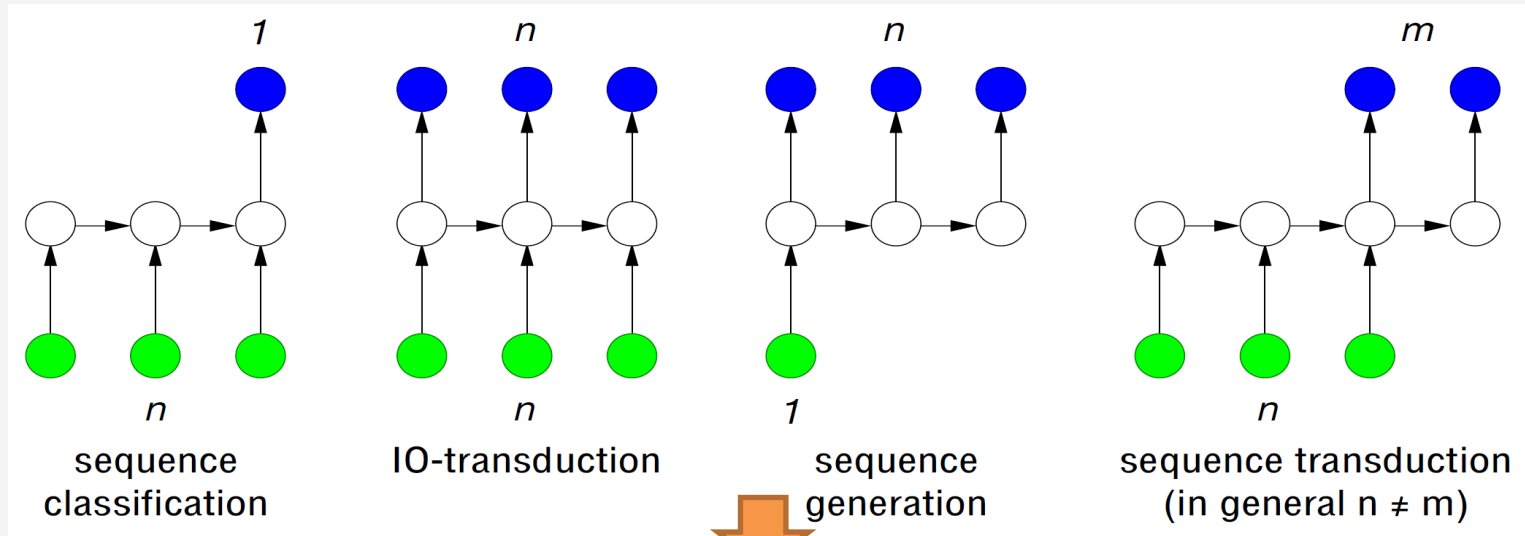 1
n
n
m
n
n
1
n
sequence
classification
IO-transduction
sequence
generation
sequence transduction
(in general n ≠ m)